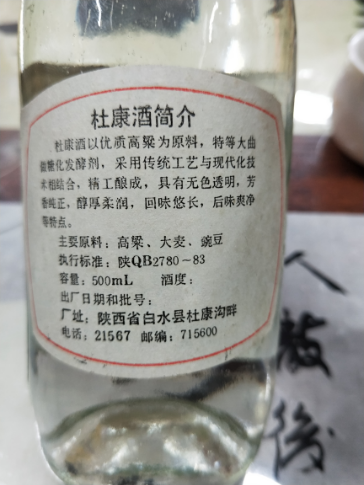 杜康酒简介
杜康酒以优质高粱为原料，特等大曲
做糖化发酵剂，采用传统工艺与现代化技
术相结合，精工酿成，具有无色透明，芳
香纯正，醇厚柔润，回味悠长，后味爽净
等特点。
主要原料：高粱、大麦、豌豆
执行标准：陕QB2780-83
容量：500mL 酒度：
出厂日期和批号：
厂址：陕西省白水县杜康沟畔
电话：21567 邮编：715600
人
後